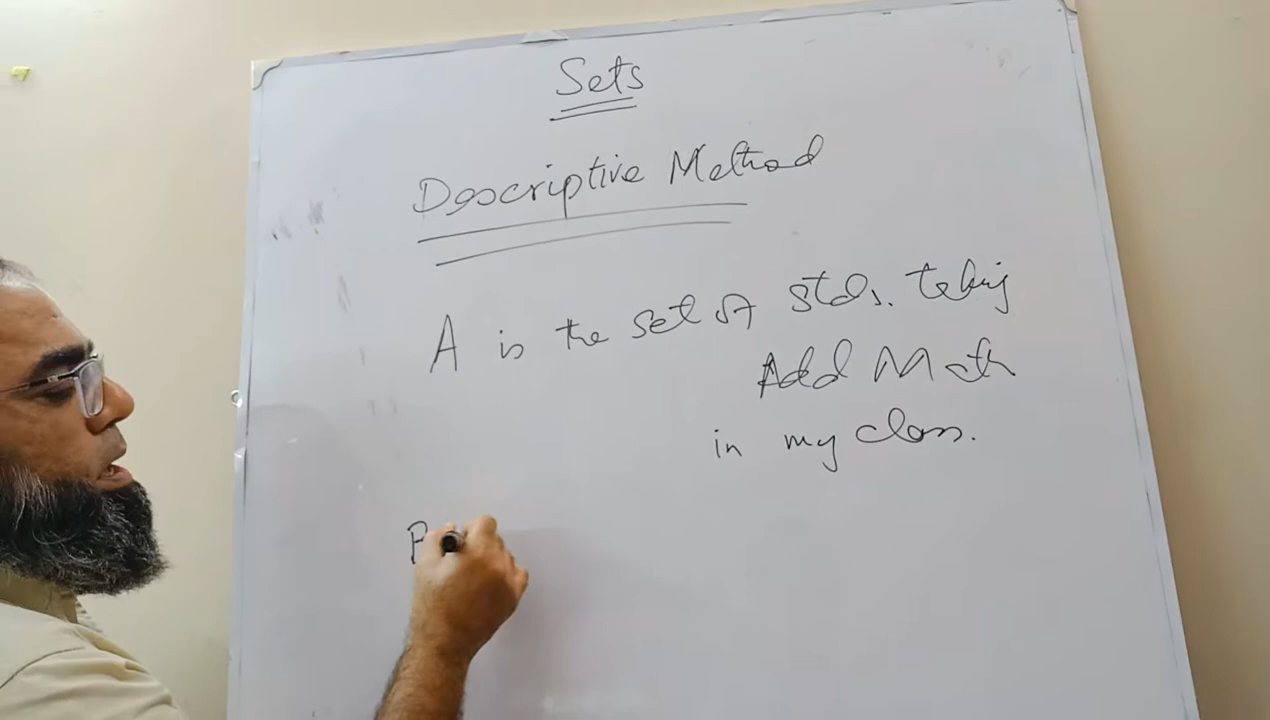 Sets
Descriptive Method
A is the set of stds. taking
Add Math
in my class.
B